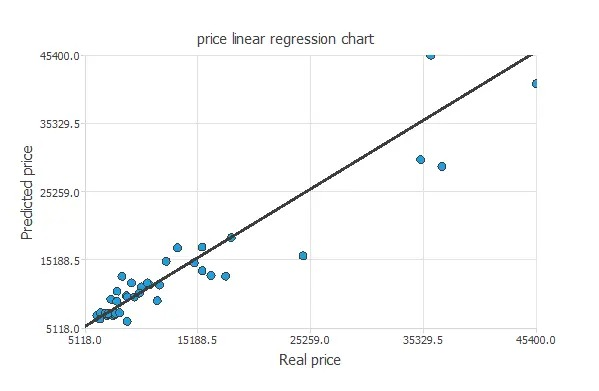 price linear regression chart
45400.0
35329.5
25259.0
15188.5
5118.0
Predicted price
5118.0 15188.5 25259.0 35329.5 45400.0
Real price